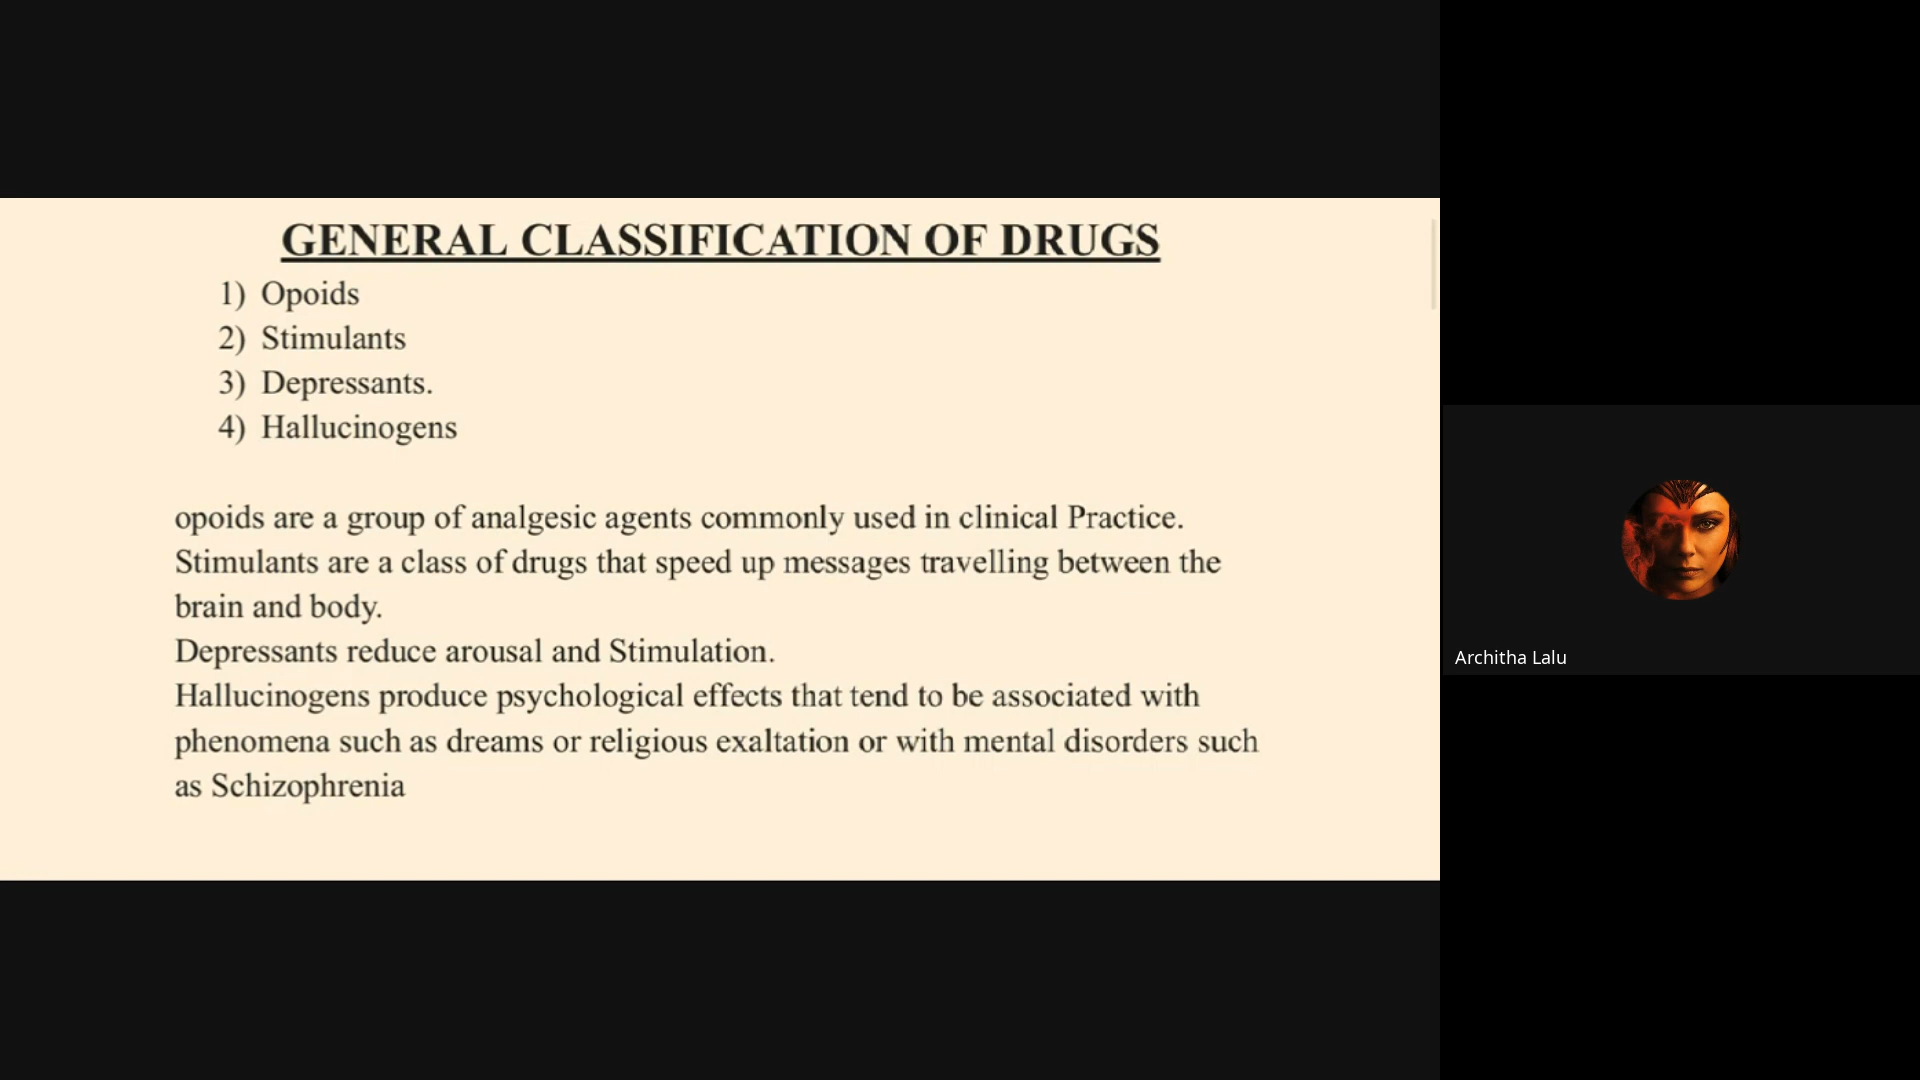 GENERAL CLASSIFICATION OF DRUGS
1) Opoids
2) Stimulants
3) Depressants.
4) Hallucinogens
opoids are a group of analgesic agents commonly used in clinical Practice.
Stimulants are a class of drugs that speed up messages travelling between the
brain and body.
Depressants reduce arousal and Stimulation.
Hallucinogens produce psychological effects that tend to be associated with
phenomena such as dreams or religious exaltation or with mental disorders such
as Schizophrenia
Architha Lalu